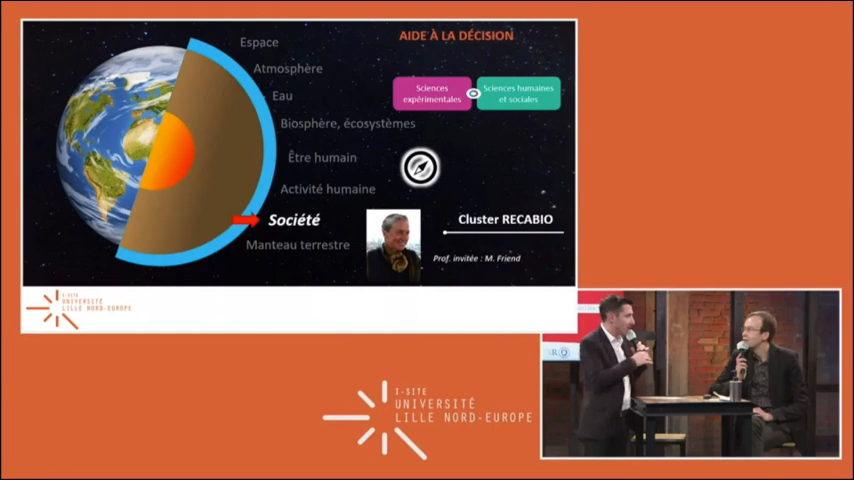 AIDE À LA DÉCISION
Espace
Atmosphère
Eau
Biosphère, écosystèmes
Être humain
Activité humaine
Société
Manteau terrestre
Sciences
expérimentales
Sciences humaines
et sociales
Cluster RECABIO
Prof. invitée : M. Friend
I-SITE
UNIVERSITÉ
LILLE NORD-EUROPE
I-SITE
UNIVERSITÉ
LILLE NORD-EUROPE